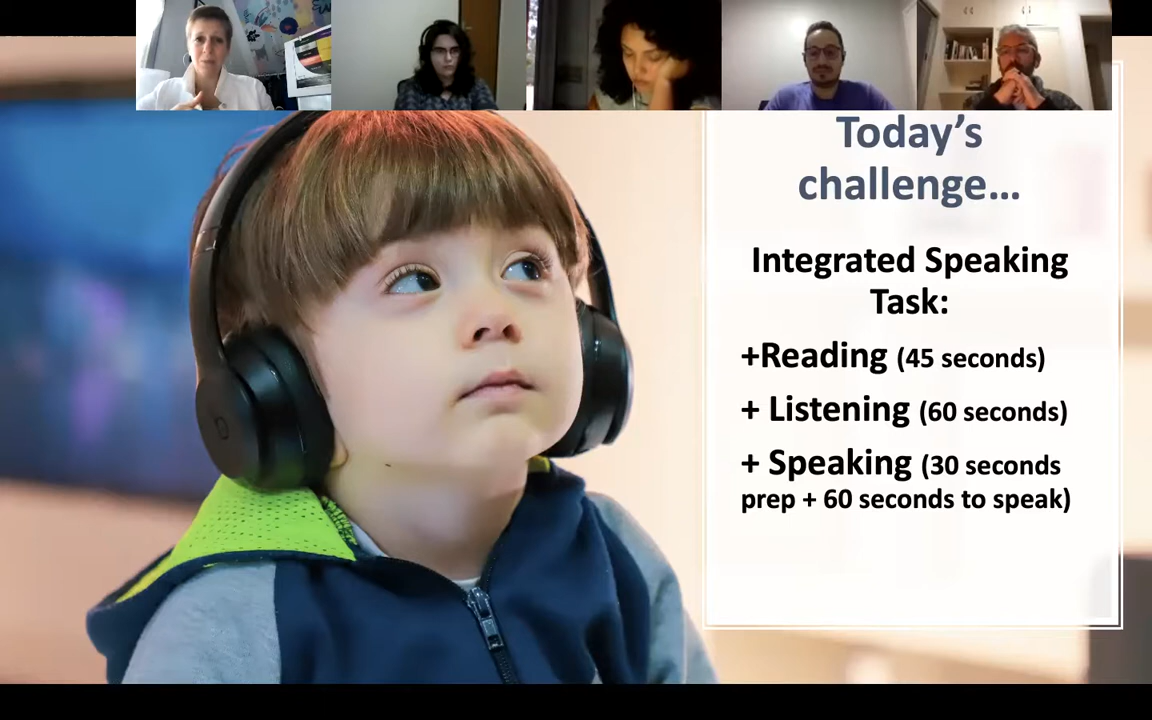 Today’s
challenge…
Integrated Speaking
Task:
+Reading (45 seconds)
+ Listening (60 seconds)
+ Speaking (30 seconds
prep + 60 seconds to speak)